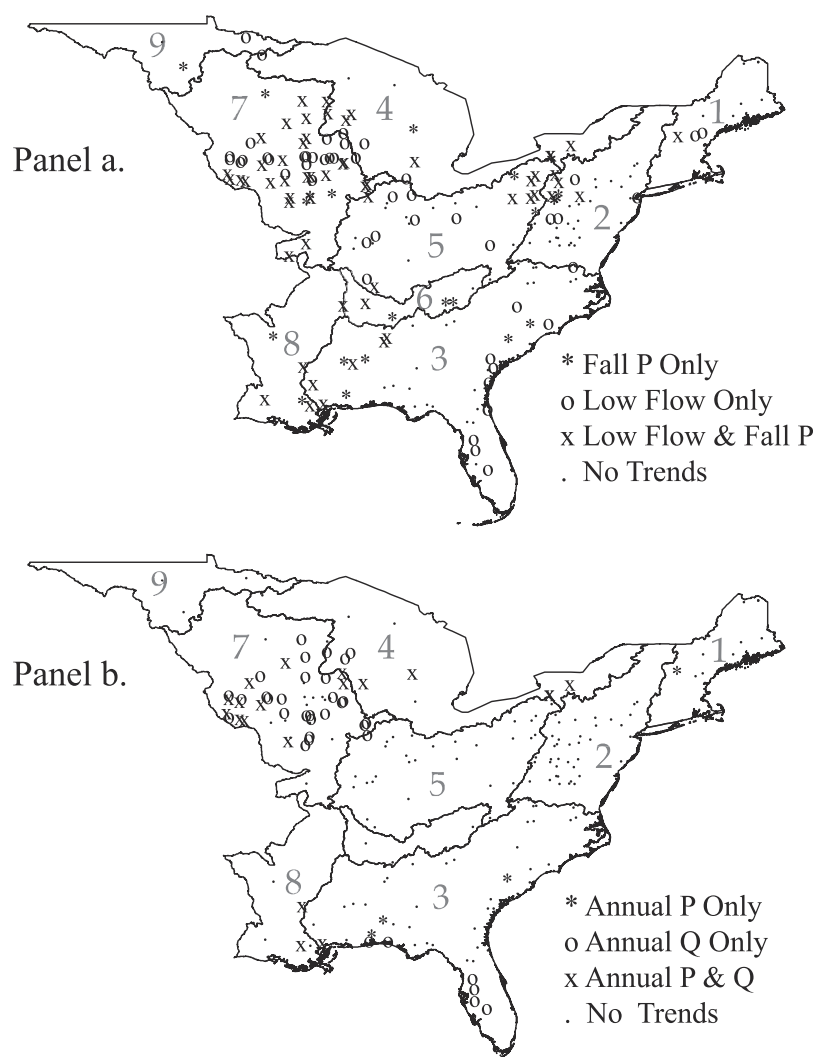 9
7
4
1
Panel a.
2
5
6
8
3
* Fall P Only
o Low Flow Only
x Low Flow & Fall P
. No Trends
9
7
4
1
Panel b.
2
5
8
3
* Annual P Only
o Annual Q Only
x Annual P & Q
. No Trends